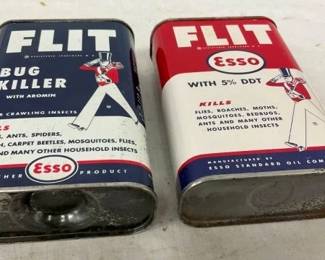 FLIT
BUG
KILLER
WITH AROMIN
CRAWLING INSECTS
ANTS, SPIDERS,
CARPET BEETLES, MOSQUITOES, FLIES,
AND MANY OTHER HOUSEHOLD INSECTS
Esso
PRODUCT
FLIT
Esso
WITH 5% DDT
KILLS
FLIES, ROACHES, MOTHS,
MOSQUITOES, BEDBUGS,
ANTS AND MANY OTHER
HOUSEHOLD INSECTS
MANUFACTURED BY
ESSO STANDARD OIL COM